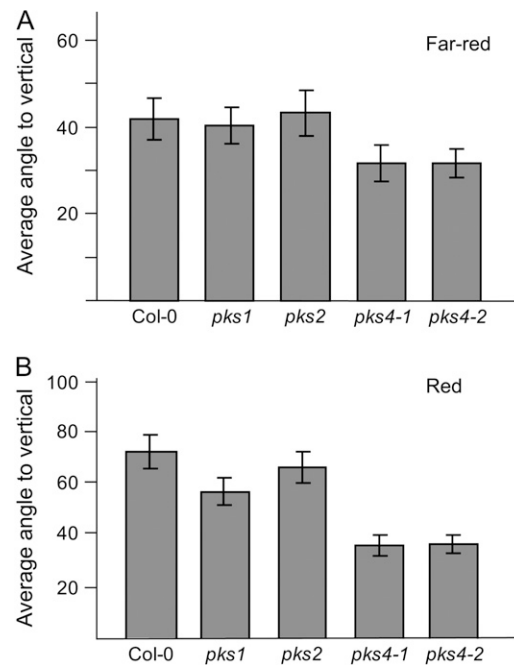 A
Far-red
Average angle to vertical
60
40
20
Col-0 pks1 pks2 pks4-1 pks4-2
B
Red
Average angle to vertical
100
80
60
40
20
Col-0 pks1 pks2 pks4-1 pks4-2